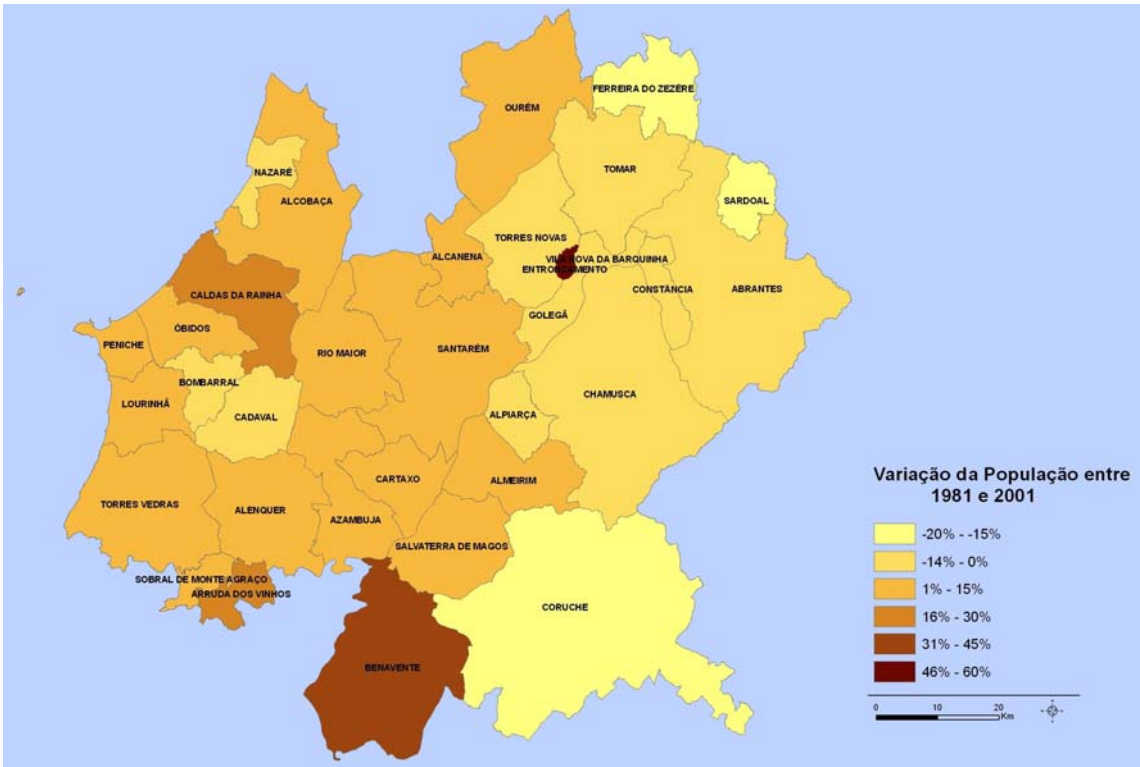 OURÉM
FERREIRA DO ZEZÊRE
NAZARÉ
TOMAR
ALCOBAÇA
SARDOAL
TORRES NOVAS
ALCANENA
VILA NOVA DA BARQUINHA
ENTRONCAMENTO
CONSTÂNCIA
ABRANTES
CALDAS DA RAINHA
GOLEGÃ
ÓBIDOS
PENICHE
RIO MAIOR
SANTARÉM
BOMBARRAL
CHAMUSCA
LOURINHÃ
CADAVAL
ALPIARÇA
CARTAXO
ALMEIRIM
TORRES VEDRAS
ALENQUER
AZAMBUJA
SALVATERRA DE MAGOS
SOBRAL DE MONTE AGRAÇO
ARRUDA DOS VINHOS
CORUCHE
BENAVENTE
Variação da População entre
1981 e 2001
-20% - -15%
-14% - 0%
1% - 15%
16% - 30%
31% - 45%
46% - 60%
0 10 20
Km